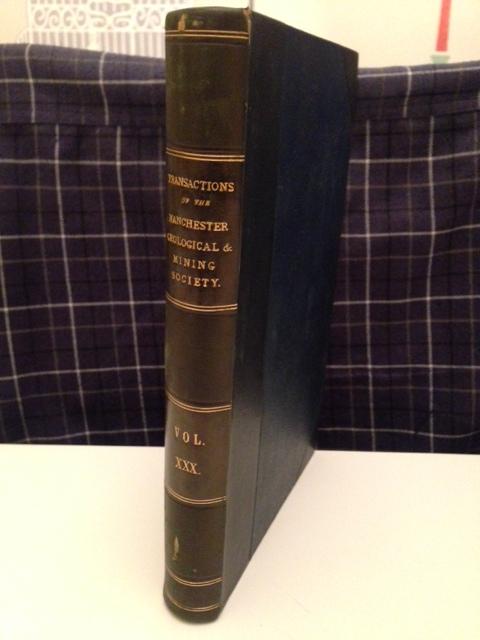 TRANSACTIONS
OF THE
MANCHESTER
GEOLOGICAL &
MINING
SOCIETY.
VOL.
XXX.